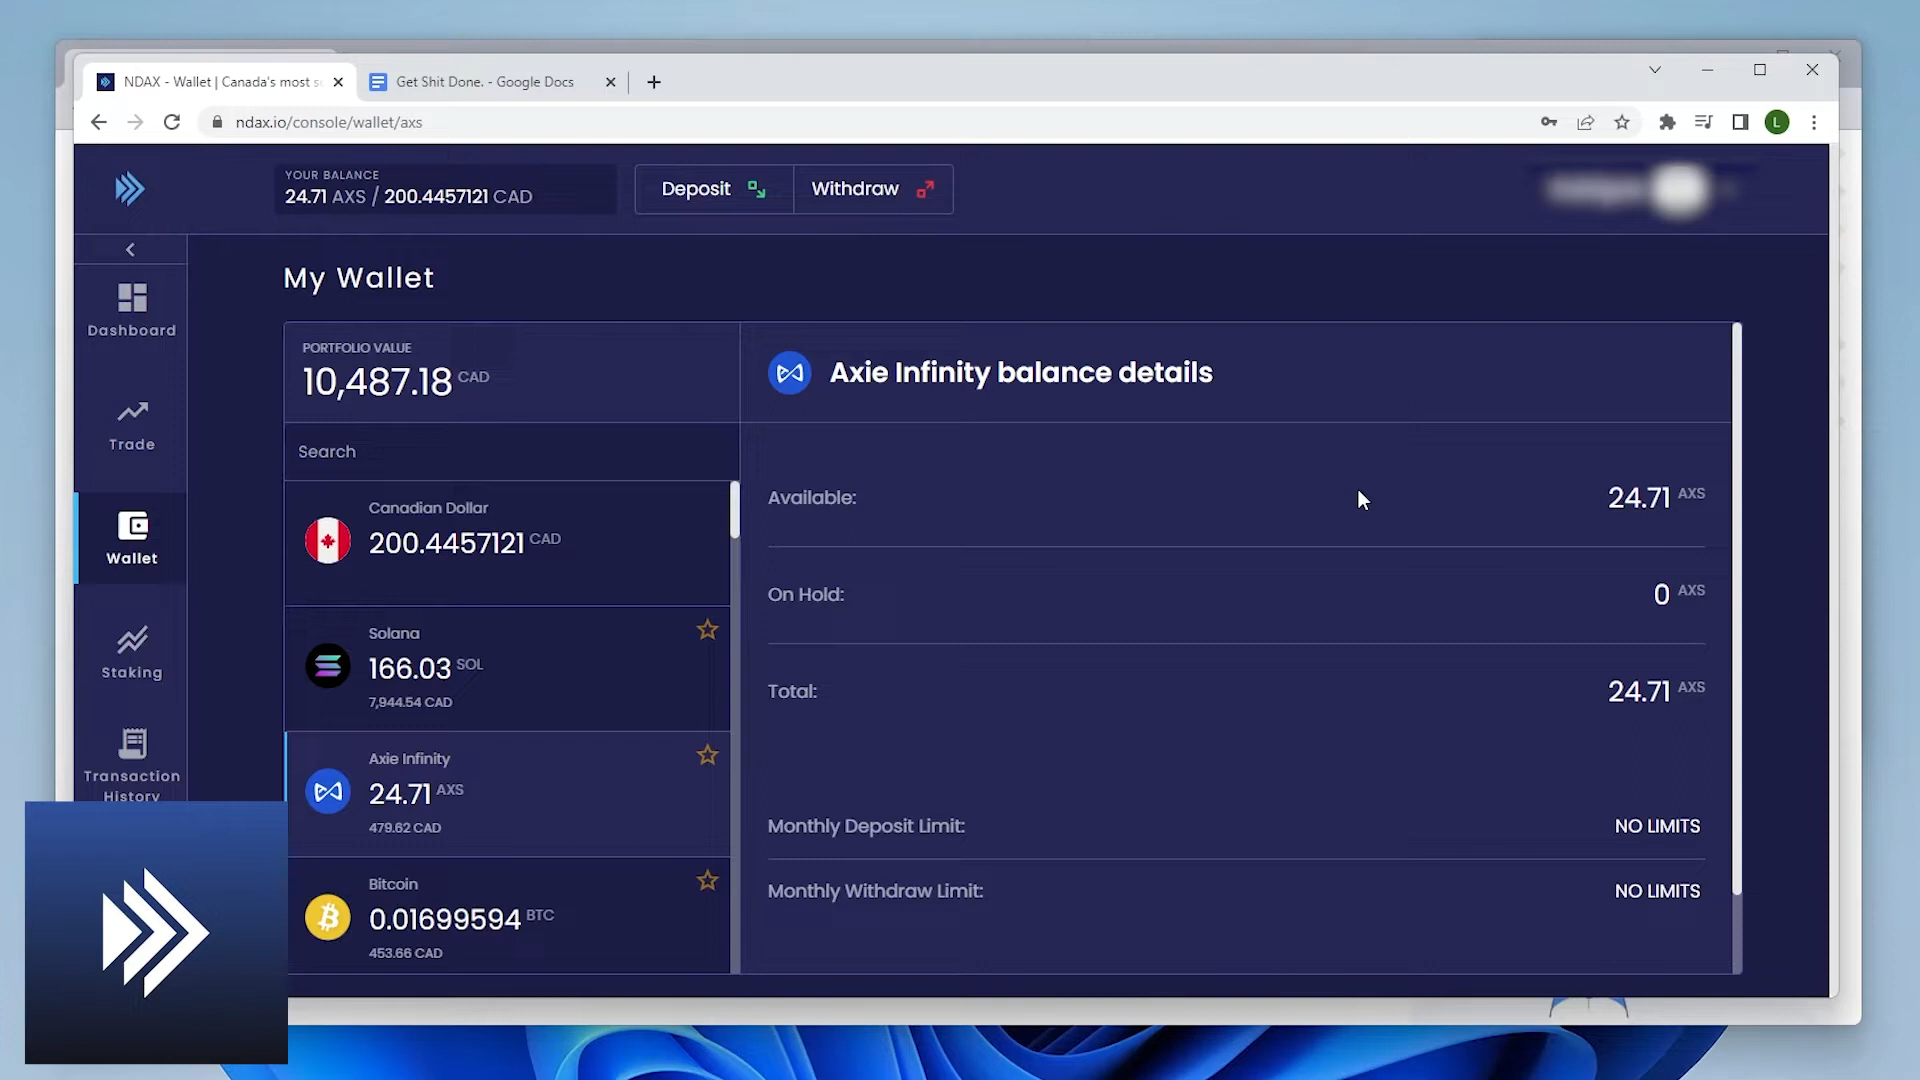 NDAX - Wallet | Canada's most s
Get Shit Done. - Google Docs
ndax.io/console/wallet/axs
L
YOUR BALANCE
24.71 AXS / 200.4457121 CAD
Deposit
Withdraw
My Wallet
Dashboard
Trade
Wallet
Staking
Transaction
History
PORTFOLIO VALUE
10,487.18 CAD
Search
Canadian Dollar
200.4457121 CAD
Solana
166.03 SOL
7,944.54 CAD
Axie Infinity
24.71 AXS
479.62 CAD
Bitcoin
0.01699594 BTC
453.66 CAD
Axie Infinity balance details
Available:
24.71 AXS
On Hold:
0 AXS
Total:
24.71 AXS
Monthly Deposit Limit:
NO LIMITS
Monthly Withdraw Limit:
NO LIMITS